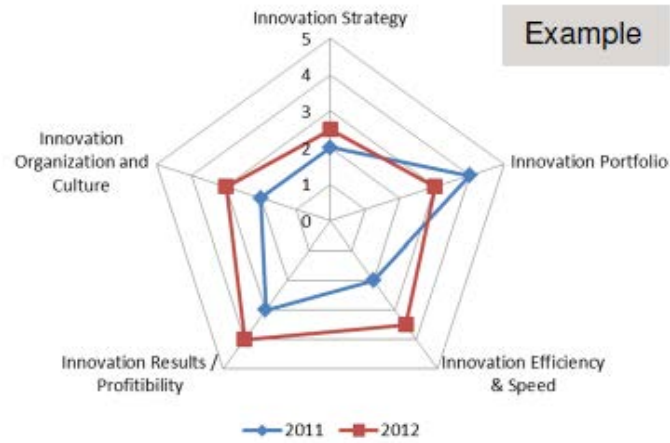 Innovation Strategy
Example
5
4
3
2
1
0
Innovation
Organization and
Culture
Innovation Portfolio
Innovation Results /
Profitibility
Innovation Efficiency
& Speed
2011
2012